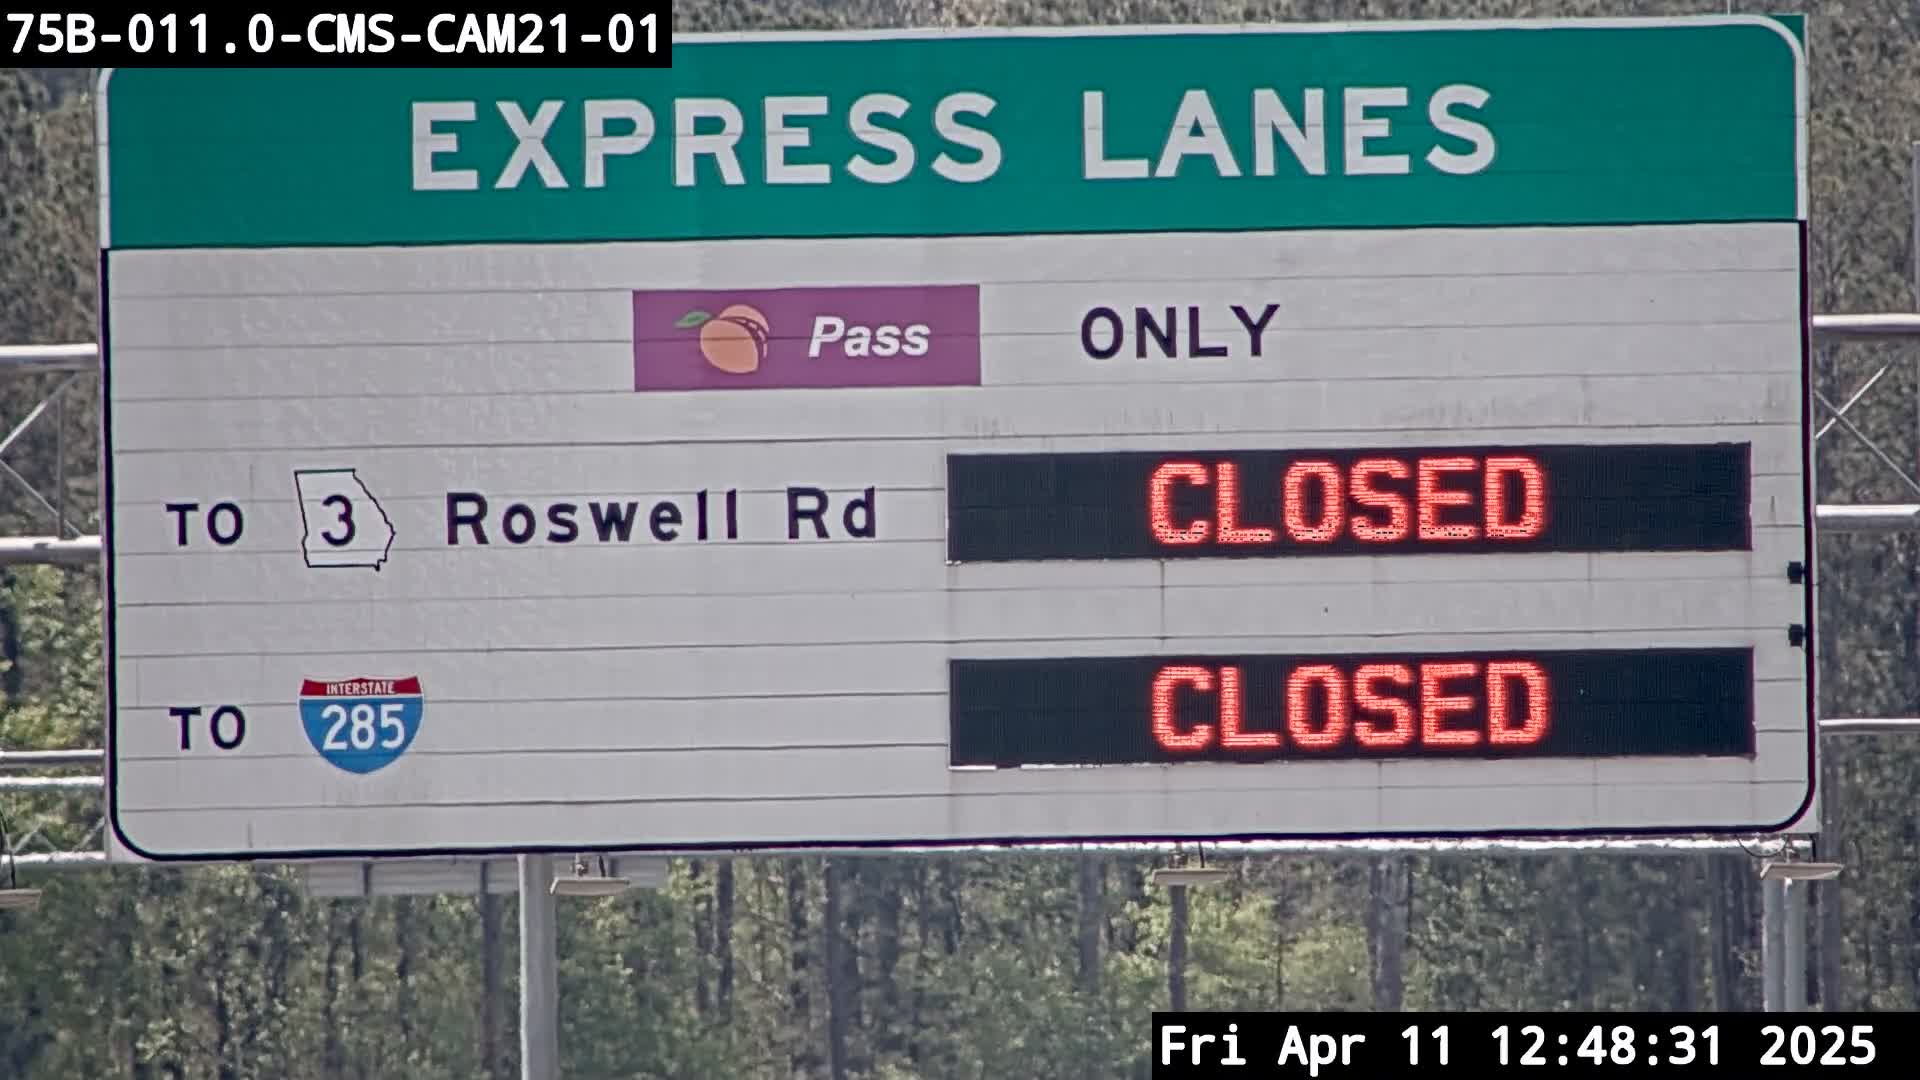 75B-011.0-CMS-CAM21-01
EXPRESS LANES
Pass ONLY
TO 3 Roswell Rd CLOSED
TO INTERSTATE 285 CLOSED
Fri Apr 11 12:48:31 2025